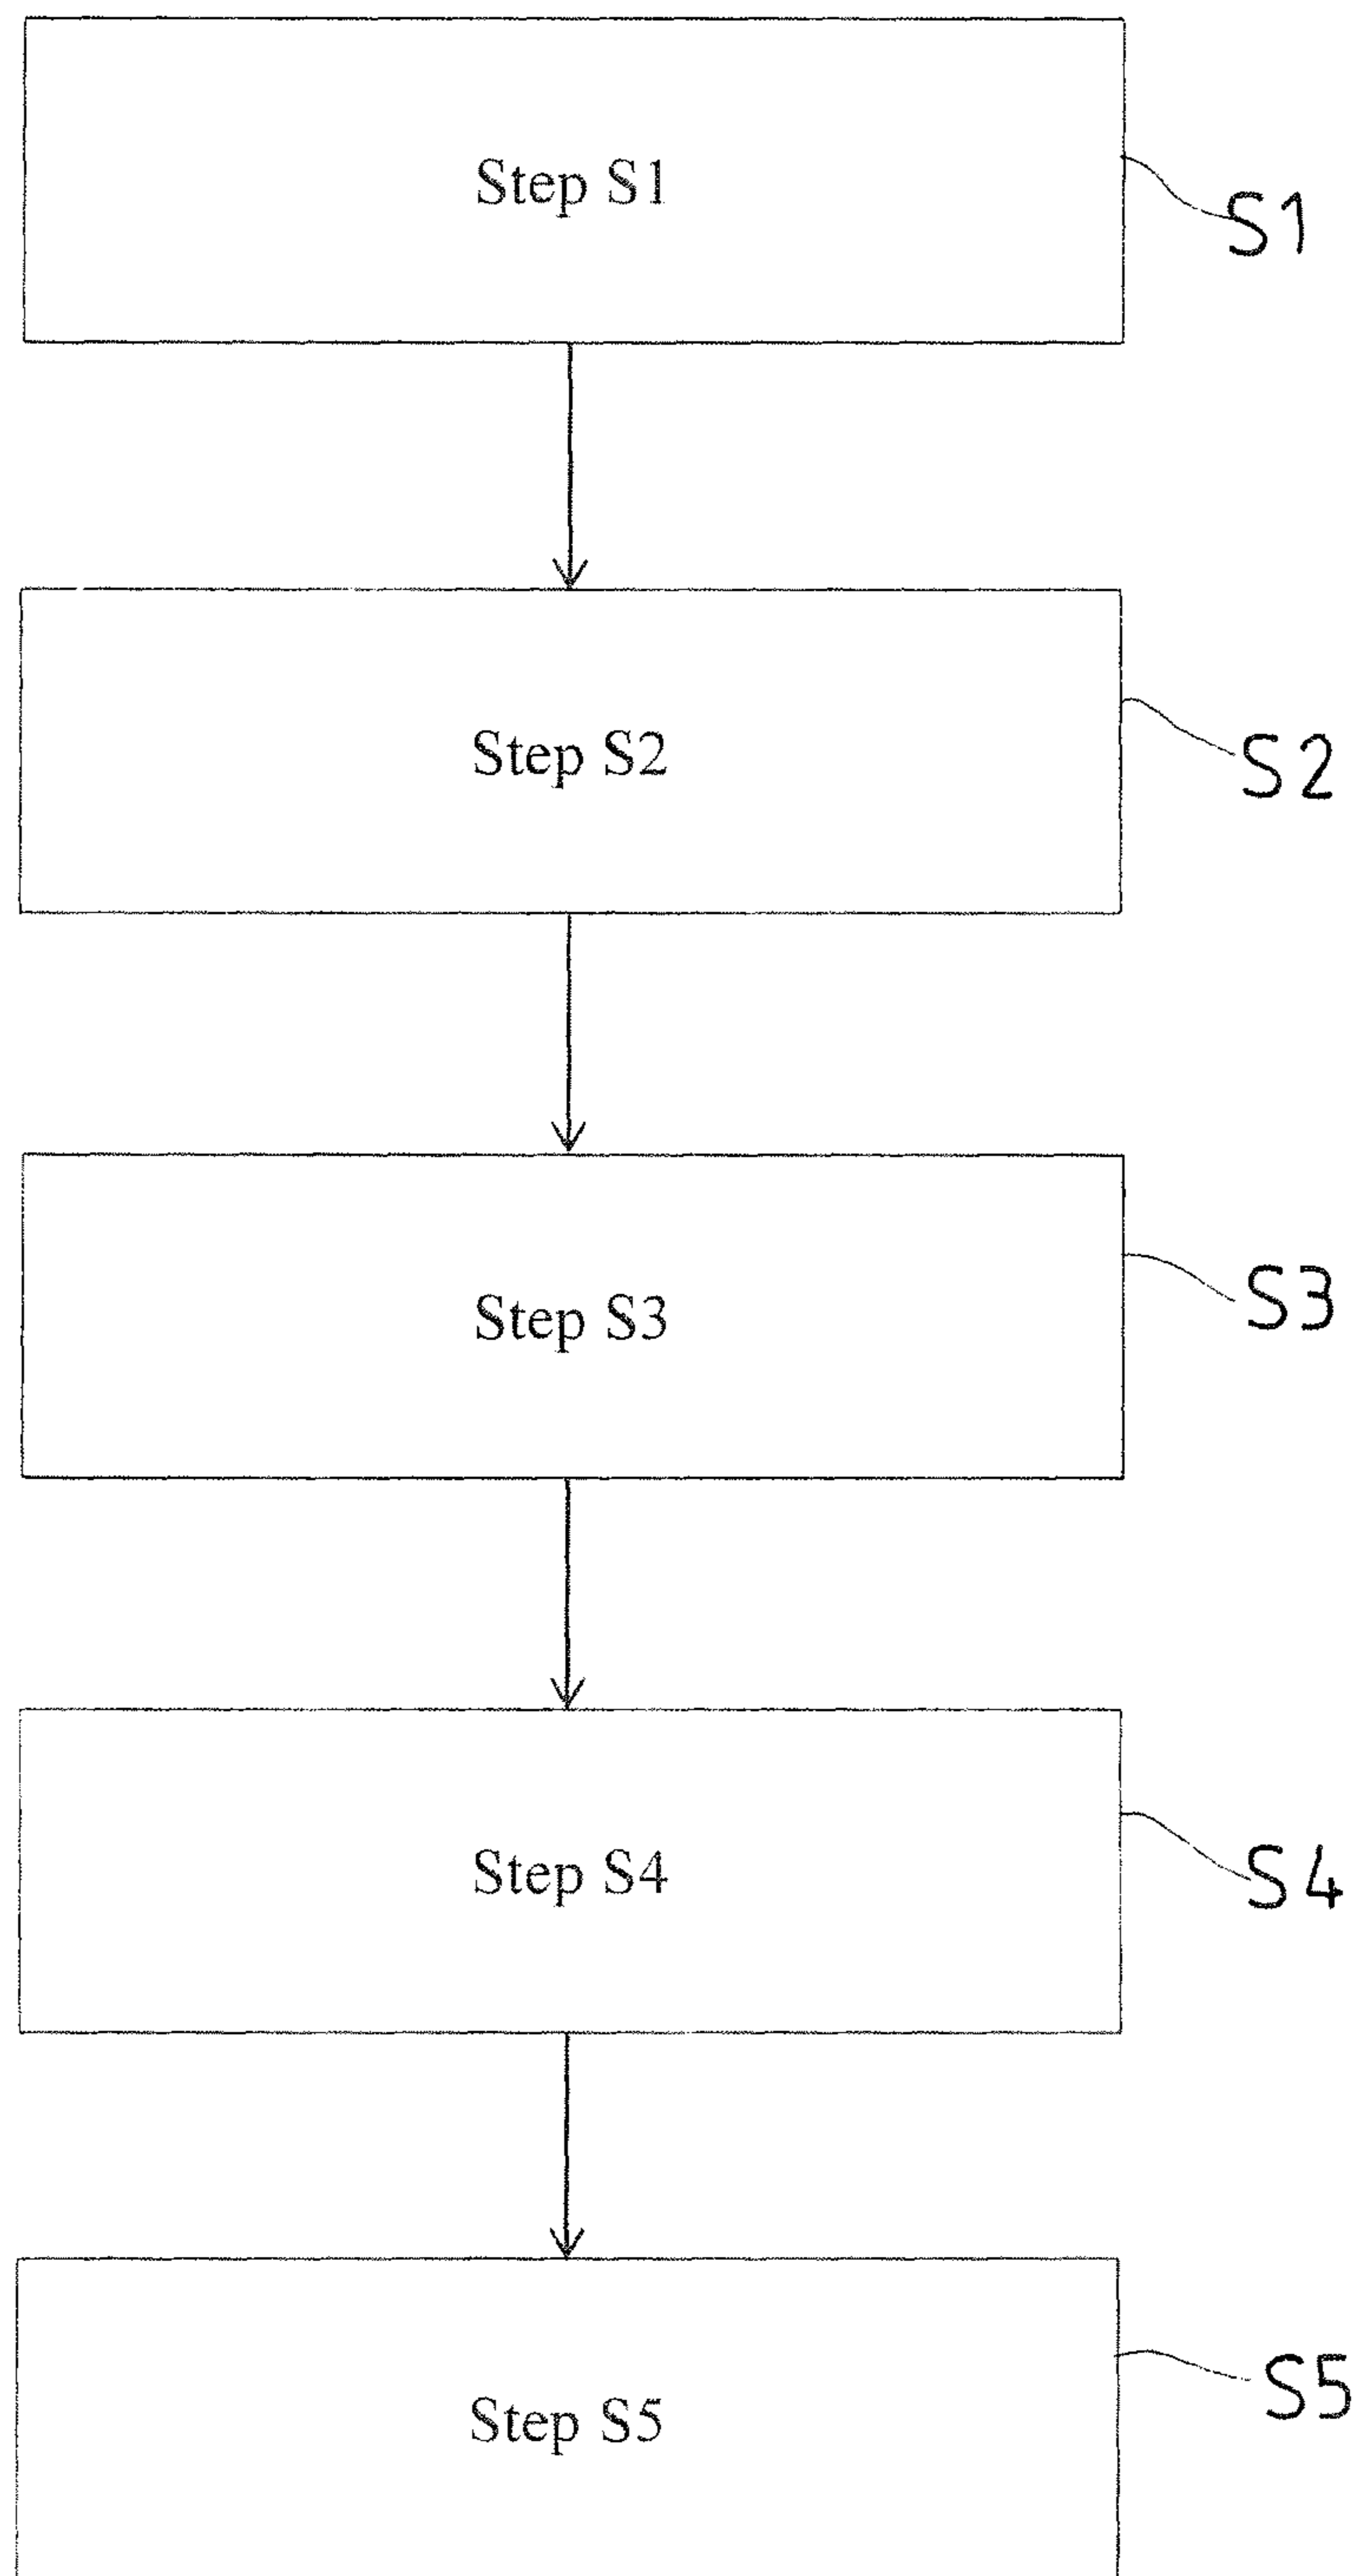 Step S1
S1
Step S2
S2
Step S3
S3
Step S4
S4
Step S5
S5